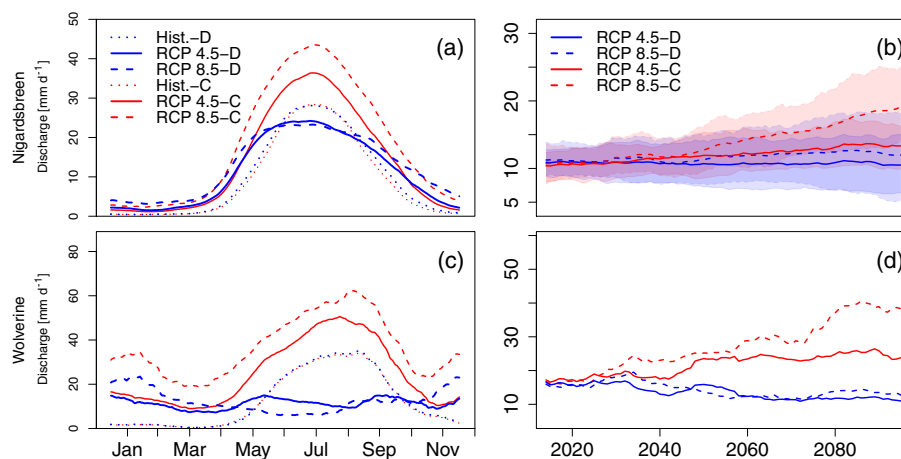 Nigardsbreen
Discharge [mm d⁻¹]
50
40
30
20
10
0
Hist.−D
RCP 4.5−D
RCP 8.5−D
Hist.−C
RCP 4.5−C
RCP 8.5−C
(a)
30
20
10
5
RCP 4.5−D
RCP 8.5−D
RCP 4.5−C
RCP 8.5−C
(b)
Wolverine
Discharge [mm d⁻¹]
80
60
40
20
0
(c)
Jan
Mar
May
Jul
Sep
Nov
60
50
30
10
(d)
2020
2040
2060
2080